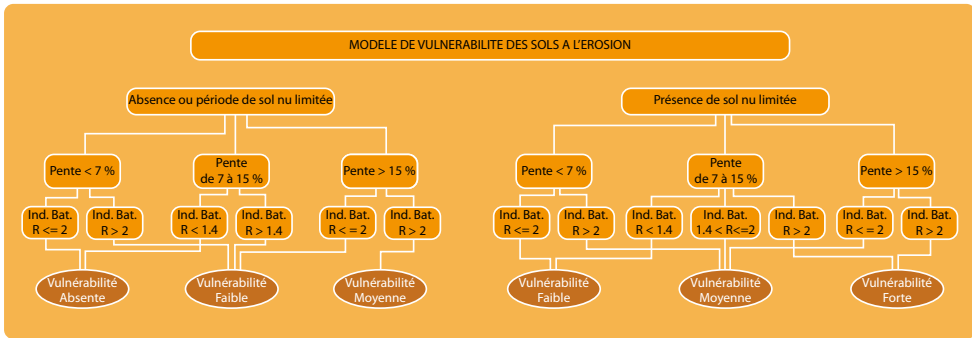 MODELE DE VULNERABILITE DES SOLS A L'EROSION
Absence ou période de sol nu limitée
Présence de sol nu limitée
Pente < 7 %
Pente
de 7 à 15 %
Pente > 15 %
Pente < 7 %
Pente
de 7 à 15 %
Pente > 15 %
Ind. Bat.
R <= 2
Ind. Bat.
R > 2
Ind. Bat.
R < 1.4
Ind. Bat.
R > 1.4
Ind. Bat.
R < = 2
Ind. Bat.
R > 2
Ind. Bat.
R <= 2
Ind. Bat.
R > 2
Ind. Bat.
R < 1.4
Ind. Bat.
1.4 < R<=2
Ind. Bat.
R > 2
Ind. Bat.
R < = 2
Ind. Bat.
R > 2
Vulnérabilité
Absente
Vulnérabilité
Faible
Vulnérabilité
Moyenne
Vulnérabilité
Faible
Vulnérabilité
Moyenne
Vulnérabilité
Forte